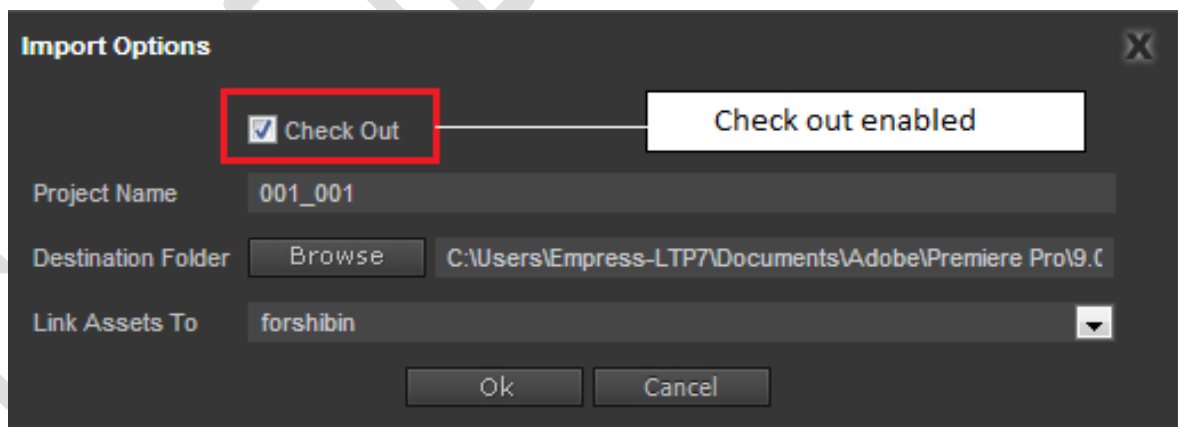 Import Options X
Check Out
Check out enabled
Project Name 001_001
Destination Folder Browse C:\Users\Empress-LTP7\Documents\Adobe\Premiere Pro\9.0
Link Assets To forshibin
Ok Cancel